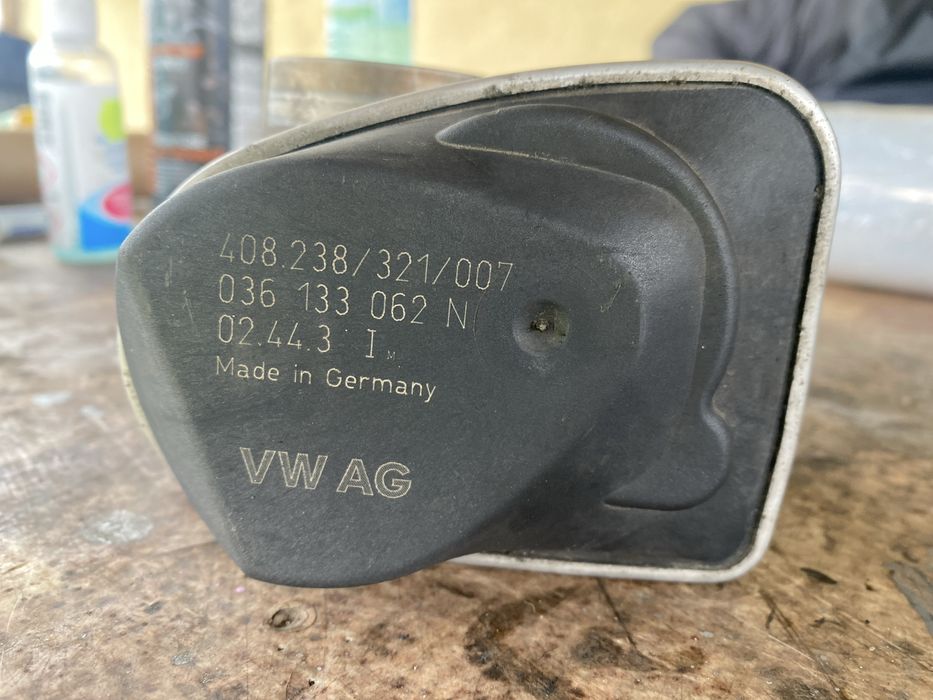 408.238/321/007
036 133 062 N
02.44.3 I M
Made in Germany
VW AG